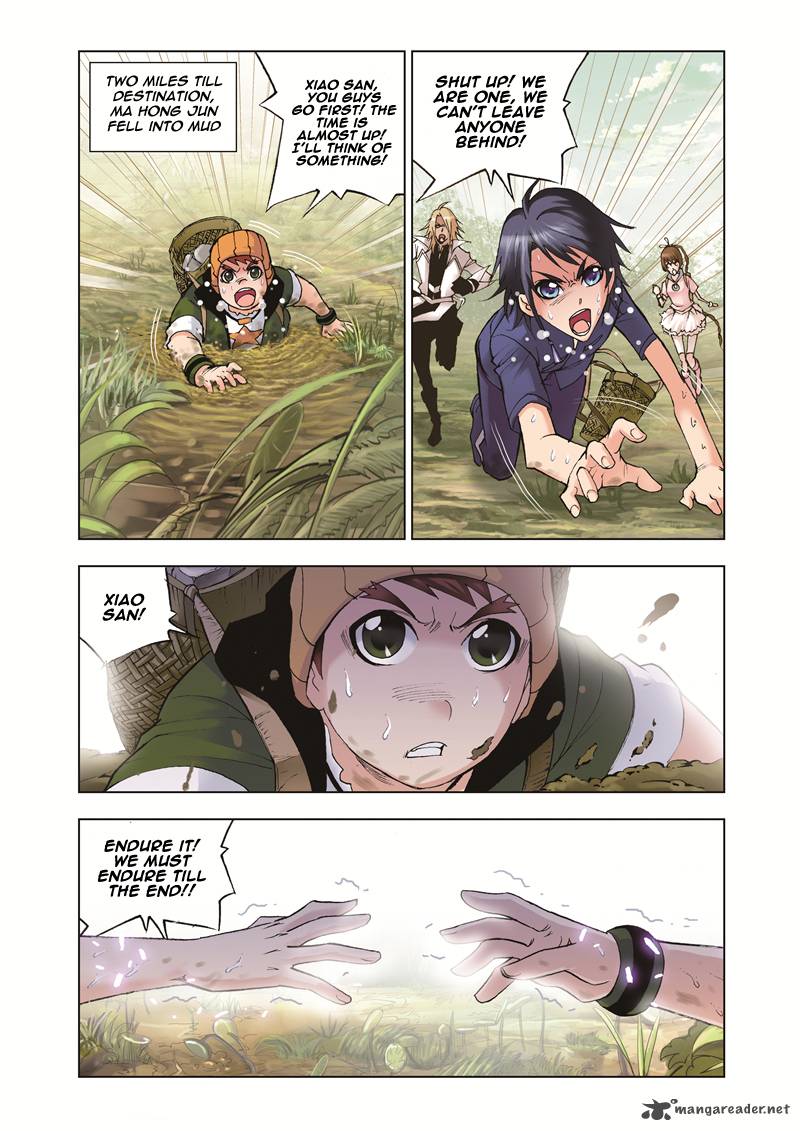 TWO MILES TILL
DESTINATION,
MA HONG JUN
FELL INTO MUD
XIAO SAN,
YOU GUYS
GO FIRST! THE
TIME IS
ALMOST UP!
I'LL THINK OF
SOMETHING!
SHUT UP! WE
ARE ONE, WE
CAN'T LEAVE
ANYONE
BEHIND!
XIAO
SAN!
ENDURE IT!
WE MUST
ENDURE TILL
THE END!!
mangareader.net